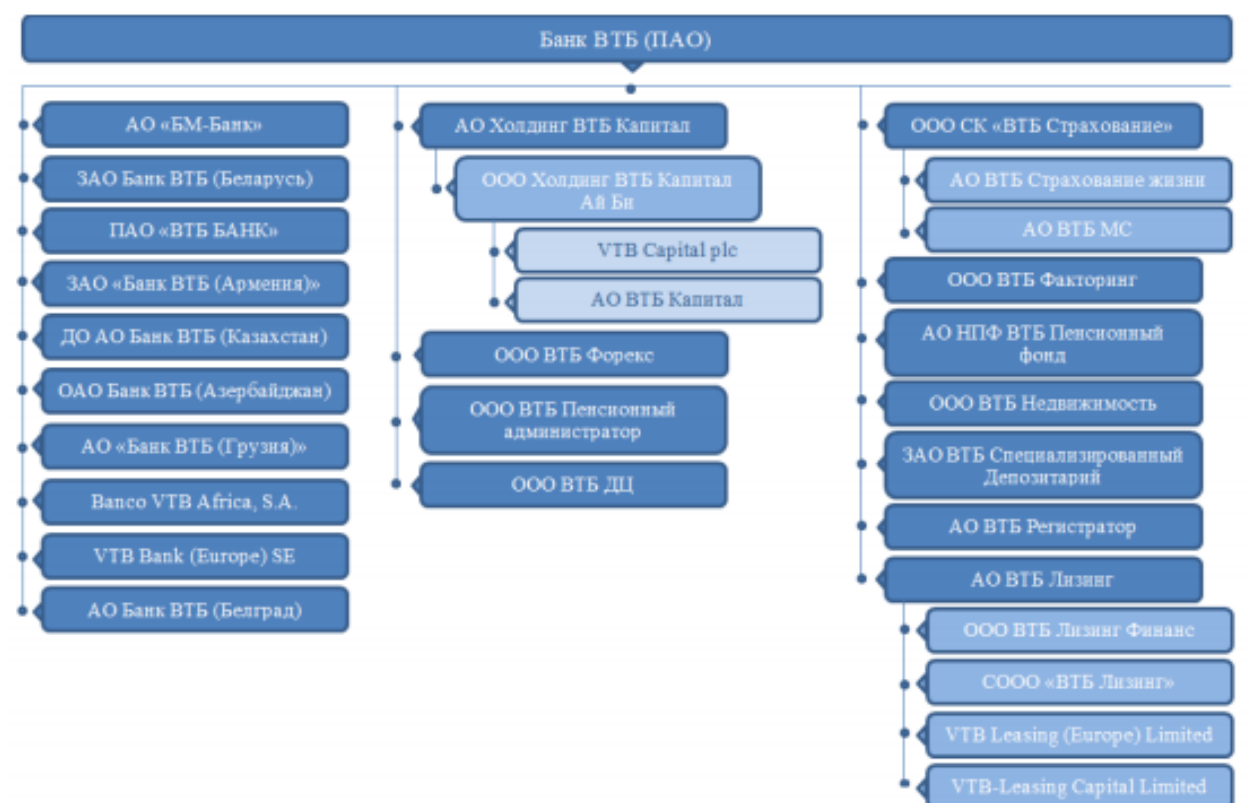 Банк ВТБ (ПАО)
АО «БМ-Банк»
ЗАО Банк ВТБ (Беларусь)
ПАО «ВТБ БАНК»
ЗАО «Банк ВТБ (Армения)»
ДО АО Банк ВТБ (Казахстан)
ОАО Банк ВТБ (Азербайджан)
АО «Банк ВТБ (Грузия)»
Banco VTB Africa, S.A.
VTB Bank (Europe) SE
АО Банк ВТБ (Белград)
АО Холдинг ВТБ Капитал
ООО Холдинг ВТБ Капитал
Ай Би
VTB Capital plc
АО ВТБ Капитал
ООО ВТБ Форекс
ООО ВТБ Пенсионный
администратор
ООО ВТБ ДЦ
ООО СК «ВТБ Страхование»
АО ВТБ Страхование жизни
АО ВТБ МС
ООО ВТБ Факторинг
АО НПФ ВТБ Пенсионный
фонд
ООО ВТБ Недвижимость
ЗАО ВТБ Специализированный
Депозитарий
АО ВТБ Регистратор
АО ВТБ Лизинг
ООО ВТБ Лизинг Финанс
СООО «ВТБ Лизинг»
VTB Leasing (Europe) Limited
VTB-Leasing Capital Limited